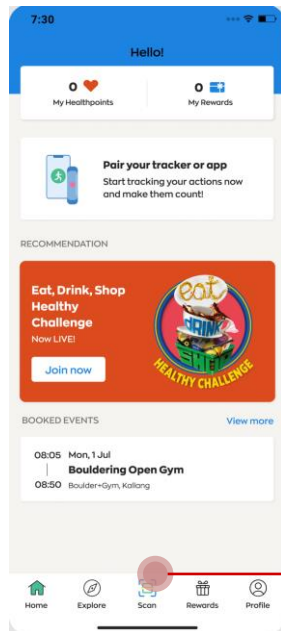 7:30
Hello!
0
My Healthpoints
0
My Rewards
Pair your tracker or app
Start tracking your actions now
and make them count!
RECOMMENDATION
Eat, Drink, Shop
Healthy
Challenge
Now LIVE!
Join now
eat
DRINK
SHOP
HEALTHY CHALLENGE
BOOKED EVENTS
View more
08:05 Mon, 1 Jul
Bouldering Open Gym
08:50 Boulder+Gym, Kallang
Home
Explore
Scan
Rewards
Profile